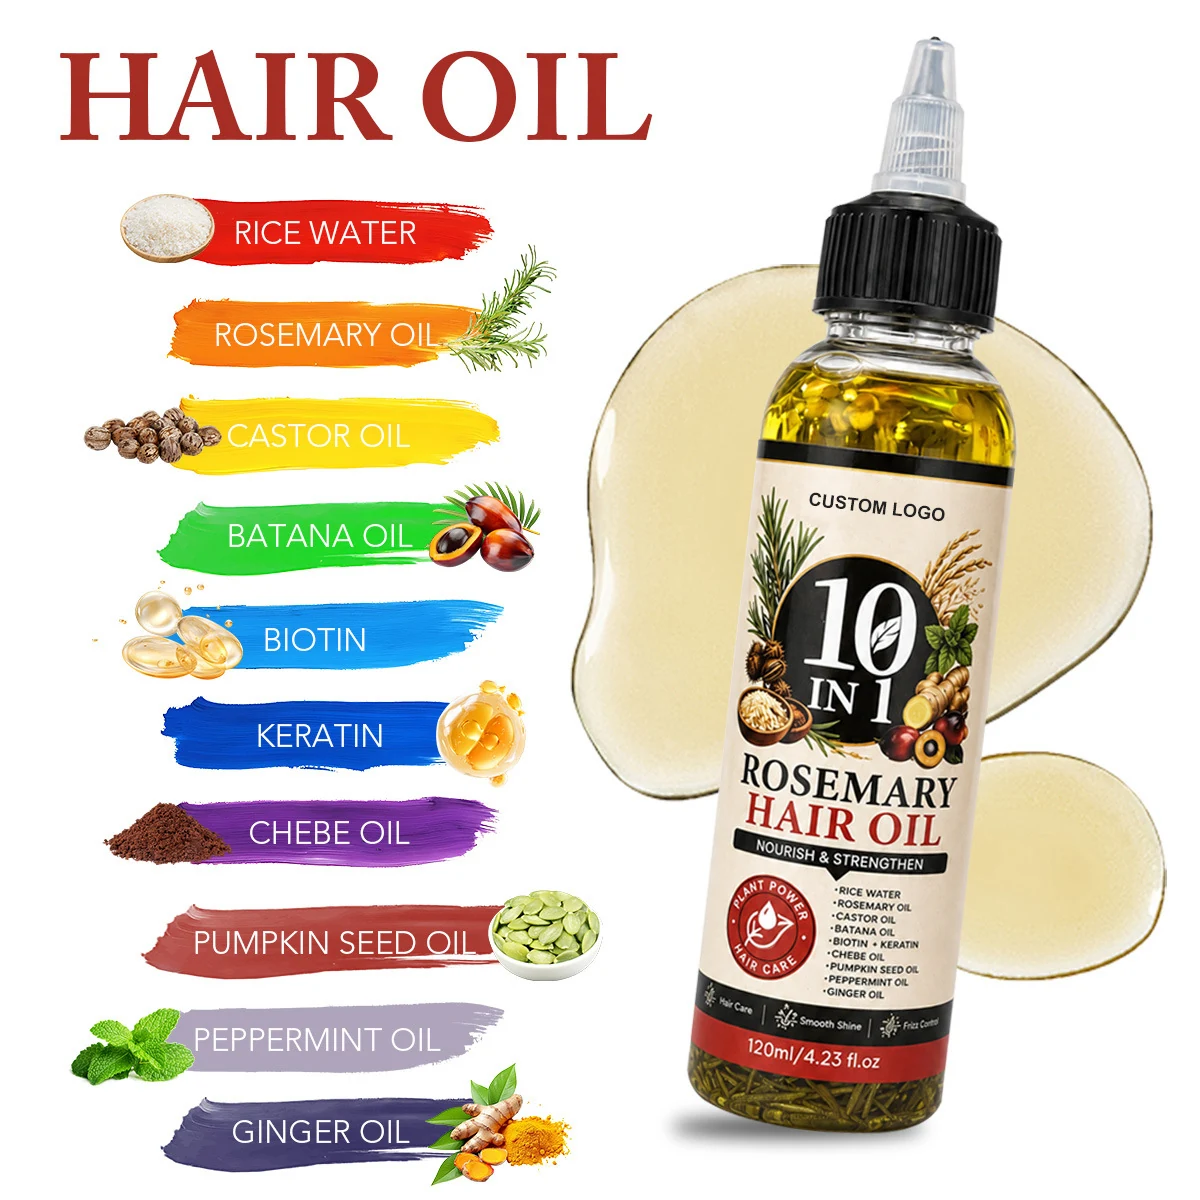 HAIR OIL
RICE WATER
ROSEMARY OIL
CASTOR OIL
BATANA OIL
BIOTIN
KERATIN
CHEBE OIL
PUMPKIN SEED OIL
PEPPERMINT OIL
GINGER OIL
CUSTOM LOGO
10
IN 1
ROSEMARY
HAIR OIL
NOURISH & STRENGTHEN
PLANT POWER
HAIR CARE
•RICE WATER
•ROSEMARY OIL
•CASTOR OIL
•BATANA OIL
•BIOTIN + KERATIN
•CHEBE OIL
•PUMPKIN SEED OIL
•PEPPERMINT OIL
•GINGER OIL
Hair Care | Smooth Shine | Frizz Control
120ml/4.23 fl.oz